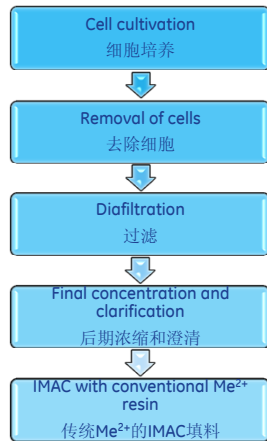 Cell cultivation
细胞培养
Removal of cells
去除细胞
Diafiltration
过滤
Final concentration and
clarification
后期浓缩和澄清
IMAC with conventional Me²⁺
resin
传统Me²⁺的IMAC填料